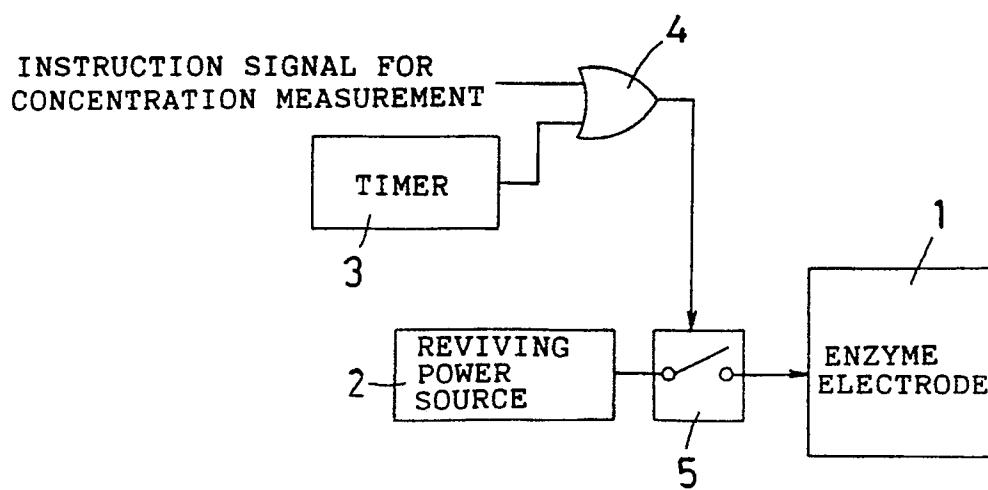 4
INSTRUCTION SIGNAL FOR
CONCENTRATION MEASUREMENT
TIMER
3
1
2
REVIVING
POWER
SOURCE
5
ENZYME
ELECTRODE